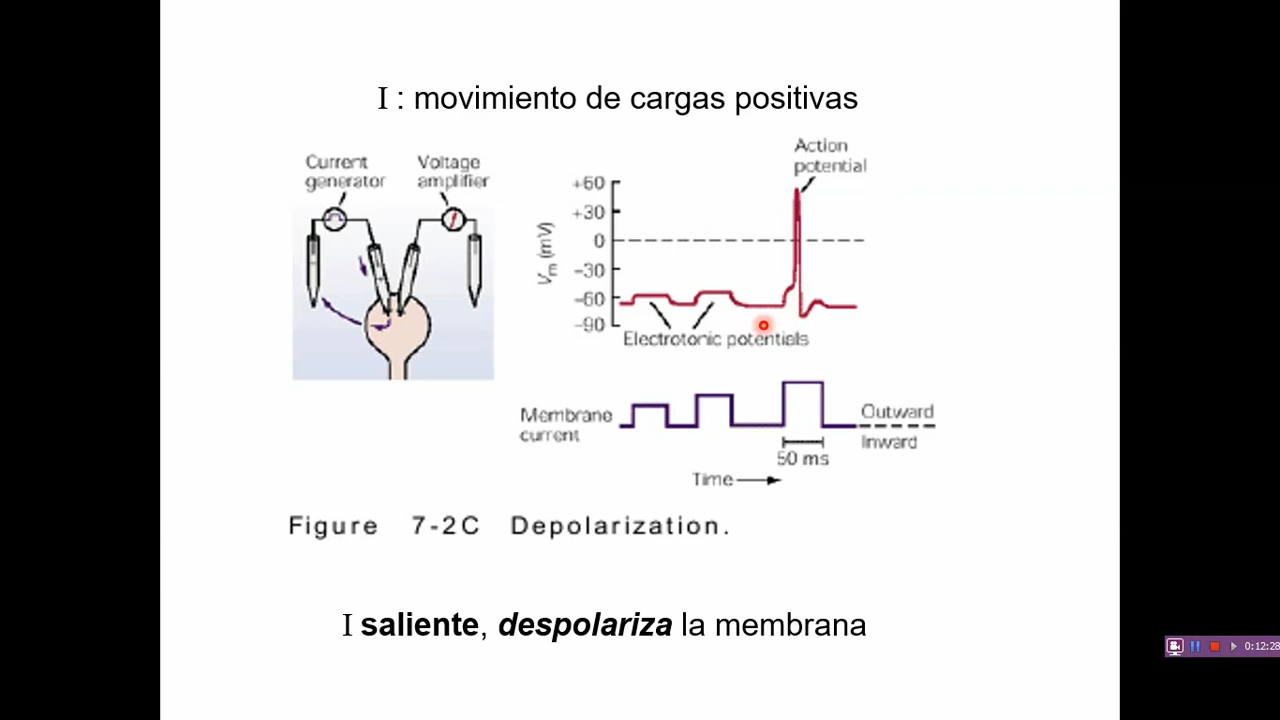 I : movimiento de cargas positivas
Current
generator
Voltage
amplifier
Action
potential
+60
+30
0
–30
–60
–90
Vm (mV)
Electrotonic potentials
Membrane
current
Outward
Inward
50 ms
Time
Figure 7-2C Depolarization.
I saliente, despolariza la membrana
0:12:28